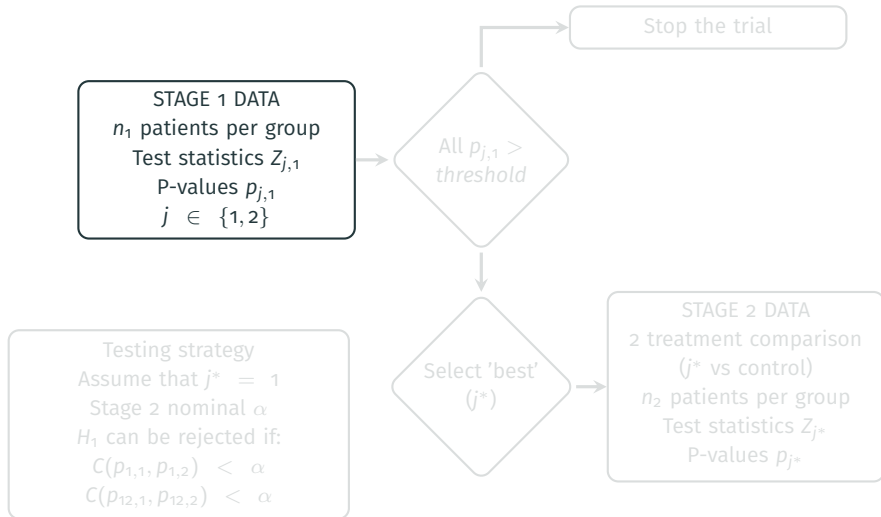 Stop the trial
STAGE 1 DATA
n₁ patients per group
Test statistics Z_{j,1}
P-values p_{j,1}
j ∈ {1, 2}
All p_{j,1} >
threshold
Select 'best'
(j*)
STAGE 2 DATA
2 treatment comparison
(j* vs control)
n₂ patients per group
Test statistics Z_{j*}
P-values p_{j*}
Testing strategy
Assume that j* = 1
Stage 2 nominal α
H₁ can be rejected if:
C(p_{1,1}, p_{1,2}) < α
C(p_{12,1}, p_{12,2}) < α